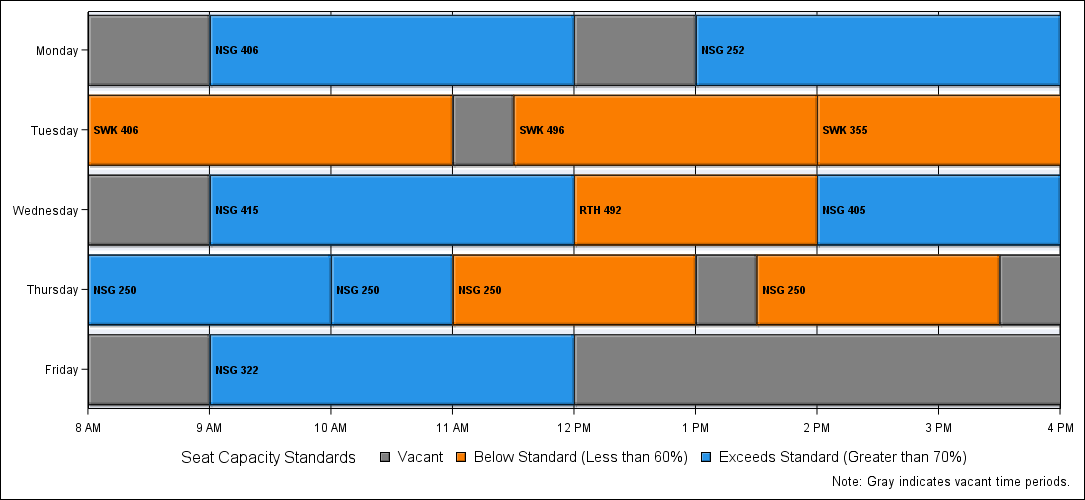 Monday
NSG 406
NSG 252
Tuesday
SWK 406
SWK 496
SWK 355
Wednesday
NSG 415
RTH 492
NSG 405
Thursday
NSG 250
NSG 250
NSG 250
NSG 250
Friday
NSG 322
8 AM 9 AM 10 AM 11 AM 12 PM 1 PM 2 PM 3 PM 4 PM
Seat Capacity Standards Vacant Below Standard (Less than 60%) Exceeds Standard (Greater than 70%)
Note: Gray indicates vacant time periods.